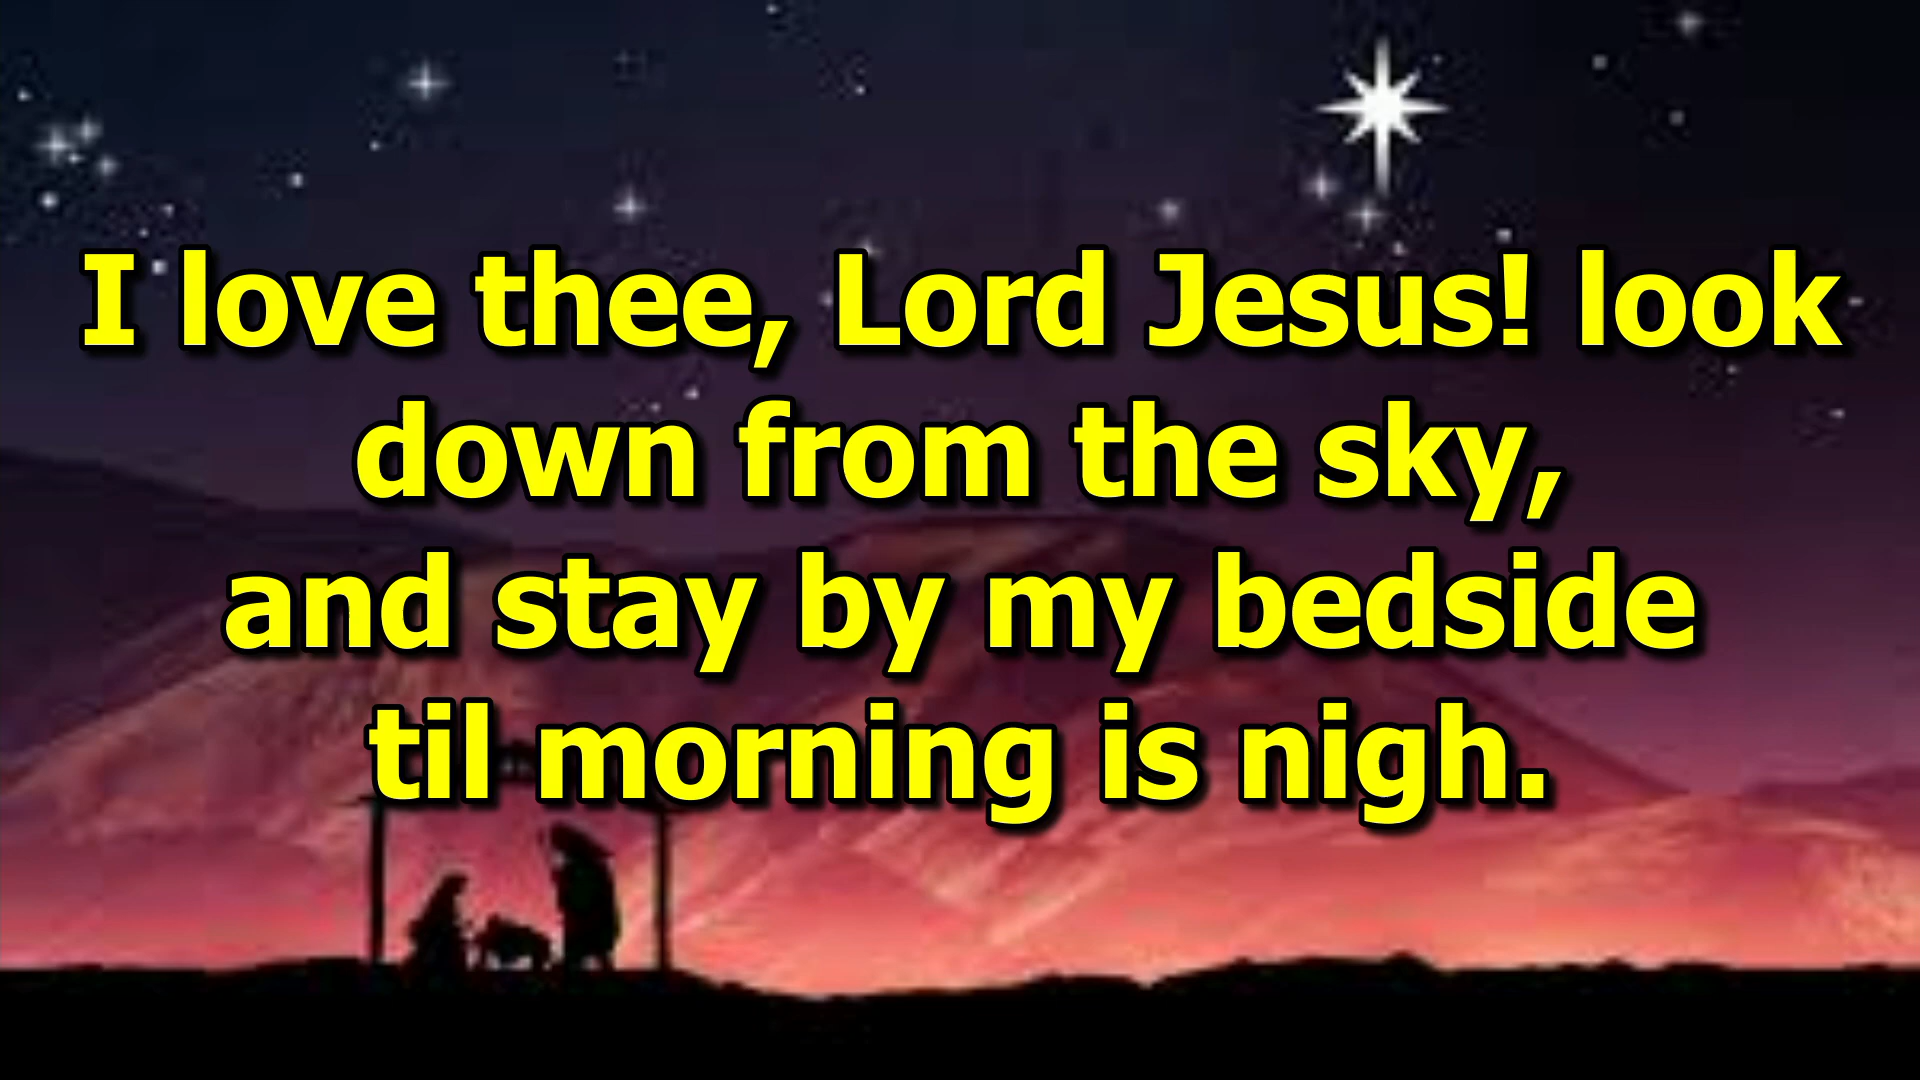 I love thee, Lord Jesus! look
down from the sky,
and stay by my bedside
til morning is nigh.